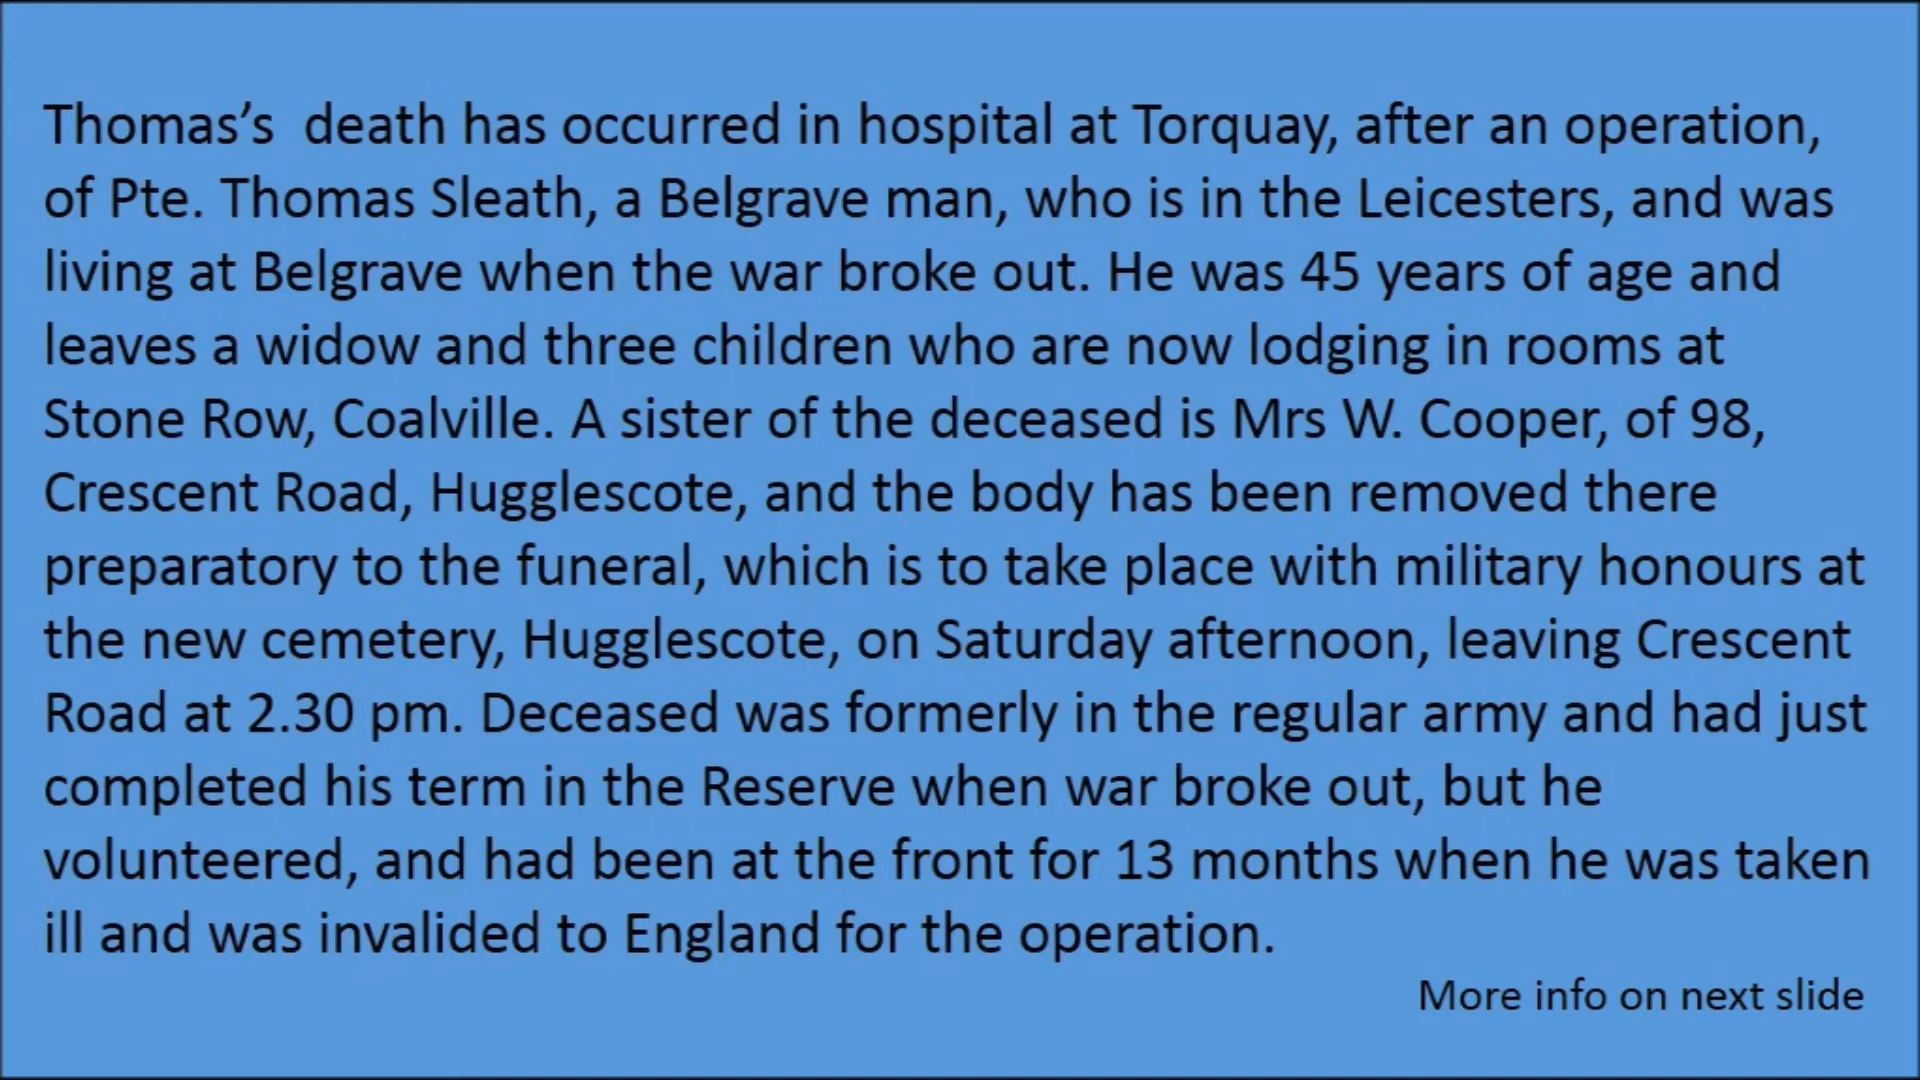 Thomas’s  death has occurred in hospital at Torquay, after an operation,
of Pte. Thomas Sleath, a Belgrave man, who is in the Leicesters, and was
living at Belgrave when the war broke out. He was 45 years of age and
leaves a widow and three children who are now lodging in rooms at
Stone Row, Coalville. A sister of the deceased is Mrs W. Cooper, of 98,
Crescent Road, Hugglescote, and the body has been removed there
preparatory to the funeral, which is to take place with military honours at
the new cemetery, Hugglescote, on Saturday afternoon, leaving Crescent
Road at 2.30 pm. Deceased was formerly in the regular army and had just
completed his term in the Reserve when war broke out, but he
volunteered, and had been at the front for 13 months when he was taken
ill and was invalided to England for the operation.
More info on next slide